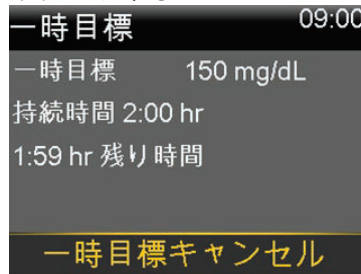 一時目標 09:00
一時目標 150 mg/dL
持続時間 2:00 hr
1:59 hr 残り時間
一時目標キャンセル